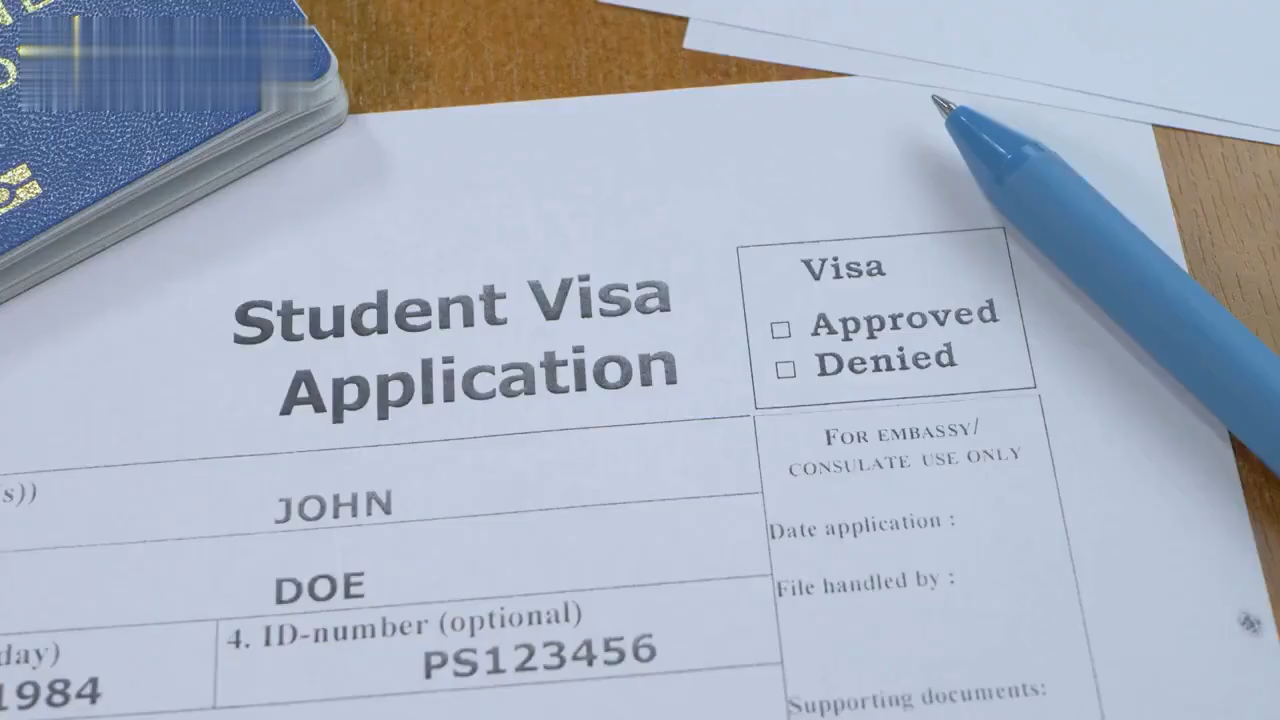 Student Visa
Application
Visa
□ Approved
□ Denied
FOR EMBASSY/
CONSULATE USE ONLY
s))
JOHN
Date application :
DOE
File handled by :
day)
4. ID-number (optional)
1984
PS123456
Supporting documents: